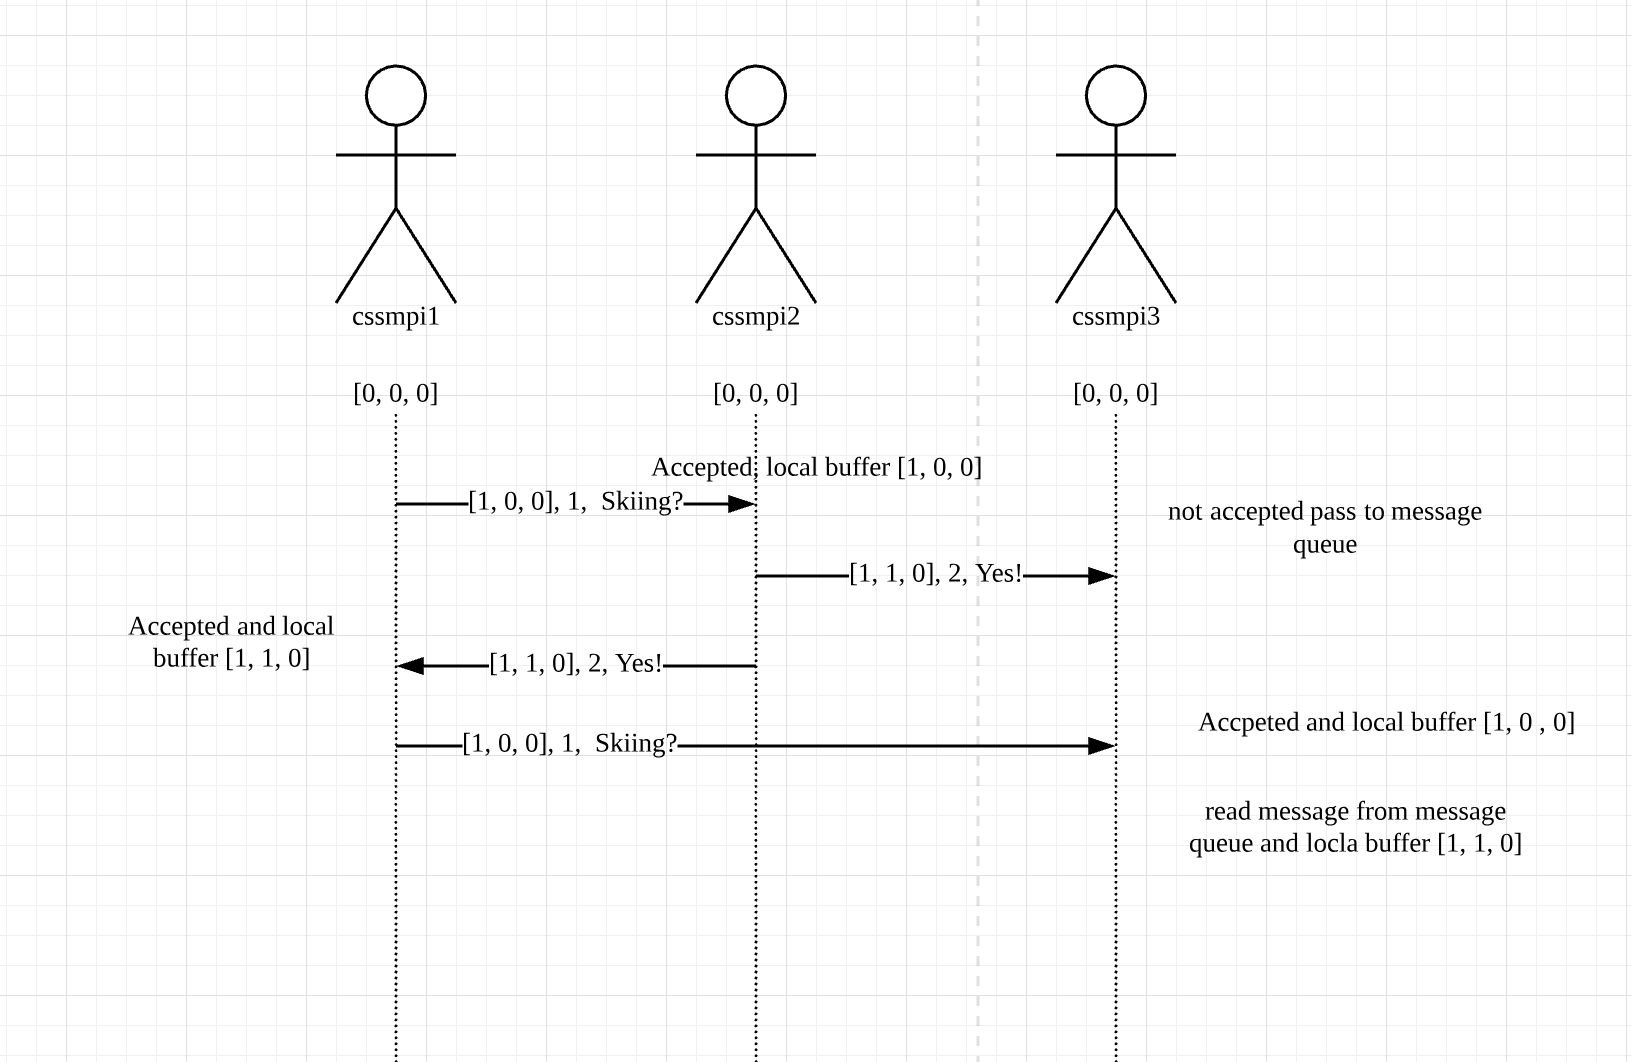 cssmpi1
cssmpi2
cssmpi3
[0, 0, 0]
[0, 0, 0]
[0, 0, 0]
Accepted, local buffer [1, 0, 0]
[1, 0, 0], 1,  Skiing?
not accepted pass to message
queue
[1, 1, 0], 2, Yes!
Accepted and local
buffer [1, 1, 0]
[1, 1, 0], 2, Yes!
Accpeted and local buffer [1, 0 , 0]
[1, 0, 0], 1,  Skiing?
read message from message
queue and locla buffer [1, 1, 0]